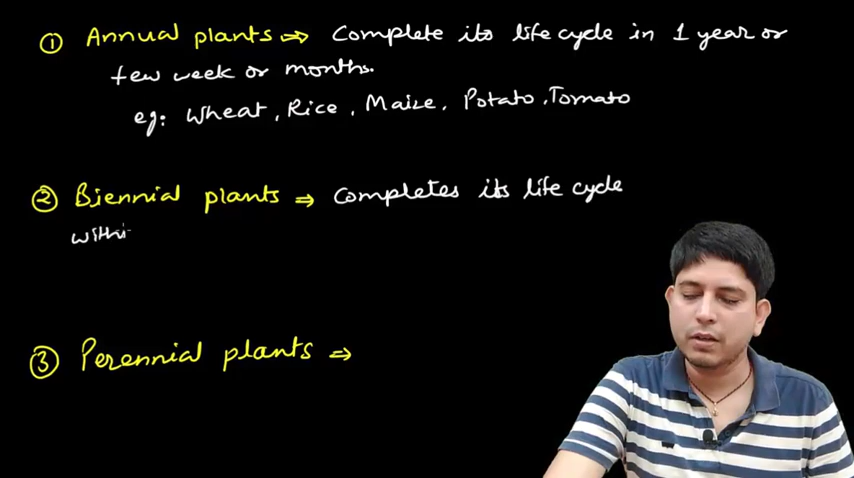 ① Annual plants ⇒ Complete its life cycle in 1 year or
few week or months.
eg: Wheat, Rice, Maize, Potato, Tomato
② Biennial plants ⇒ Completes its life cycle
withi
③ Perennial plants ⇒